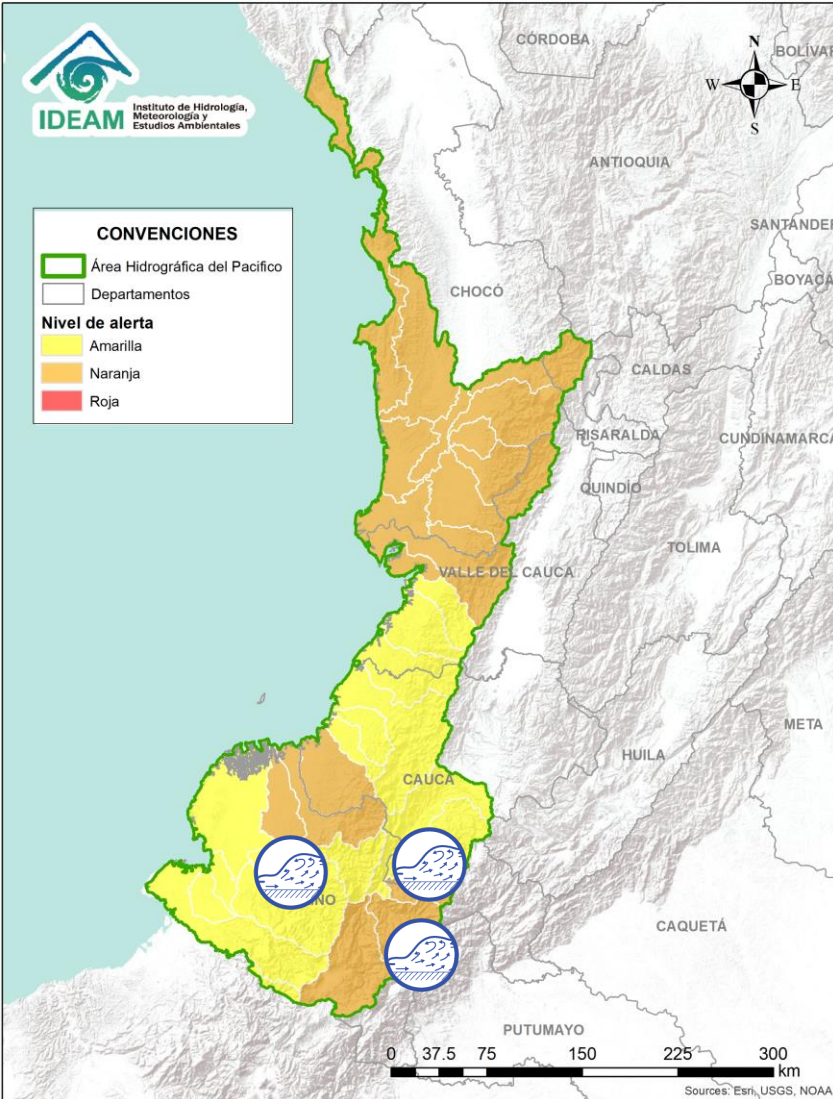 IDEAM
Instituto de Hidrología,
Meteorología y
Estudios Ambientales
CÓRDOBA
BOLÍVAR
N
W
E
S
ANTIOQUIA
SANTANDER
BOYACÁ
CONVENCIONES
Área Hidrográfica del Pacifico
Departamentos
Nivel de alerta
Amarilla
Naranja
Roja
CHOCÓ
CALDAS
RISARALDA
CUNDINAMARCA
QUINDÍO
TOLIMA
VALLE DEL CAUCA
META
HUILA
CAUCA
ÑO
CAQUETÁ
PUTUMAYO
0 37.5 75 150 225 300
km
Sources: Esri, USGS, NOAA